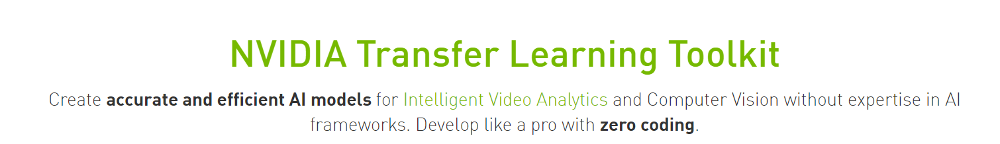 NVIDIA Transfer Learning Toolkit
Create accurate and efficient AI models for Intelligent Video Analytics and Computer Vision without expertise in AI
frameworks. Develop like a pro with zero coding.